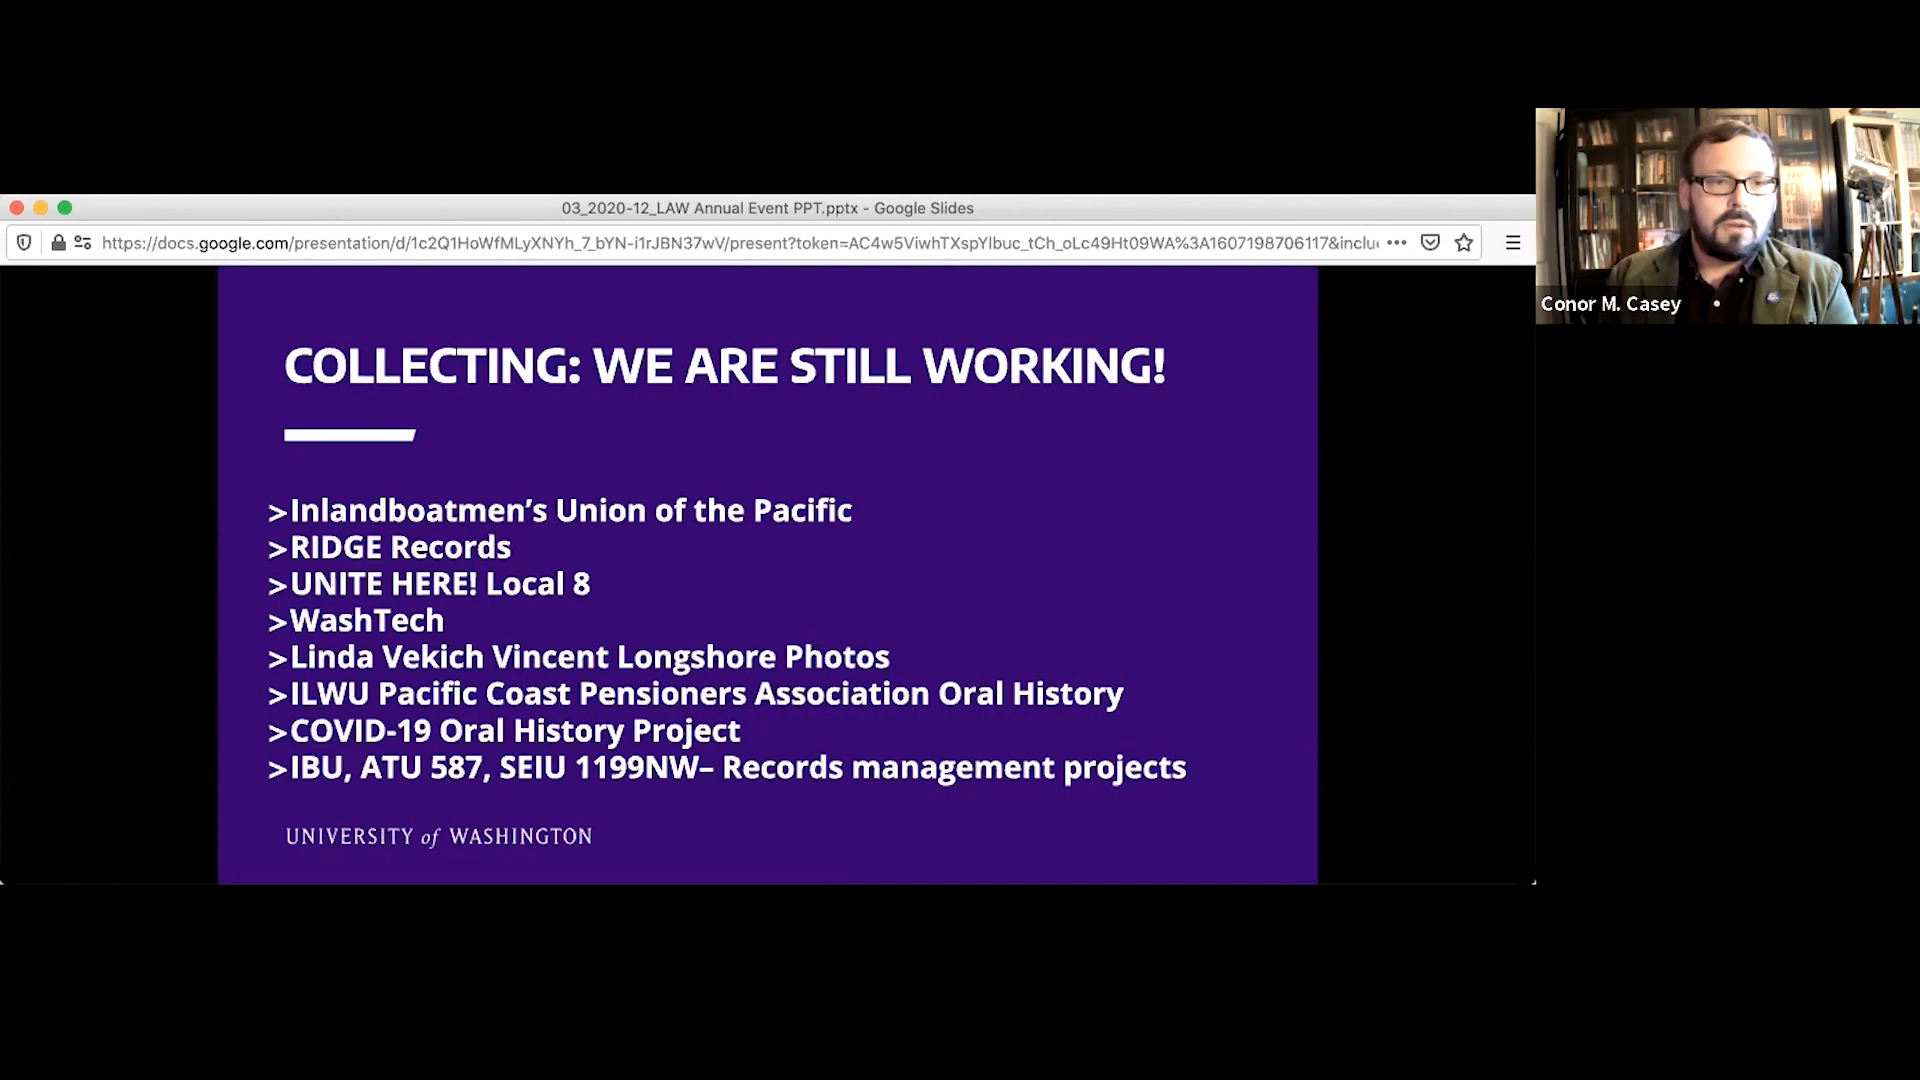 03_2020-12_LAW Annual Event PPT.pptx - Google Slides
https://docs.google.com/presentation/d/1c2Q1HoWfMLyXNYh_7_bYN-i1rJBN37wV/present?token=AC4w5ViwhTXspYlbuc_tCh_oLc49Ht09WA%3A1607198706117&inclu
COLLECTING: WE ARE STILL WORKING!
>Inlandboatmen’s Union of the Pacific
>RIDGE Records
>UNITE HERE! Local 8
>WashTech
>Linda Vekich Vincent Longshore Photos
>ILWU Pacific Coast Pensioners Association Oral History
>COVID-19 Oral History Project
>IBU, ATU 587, SEIU 1199NW– Records management projects
UNIVERSITY of WASHINGTON
Conor M. Casey